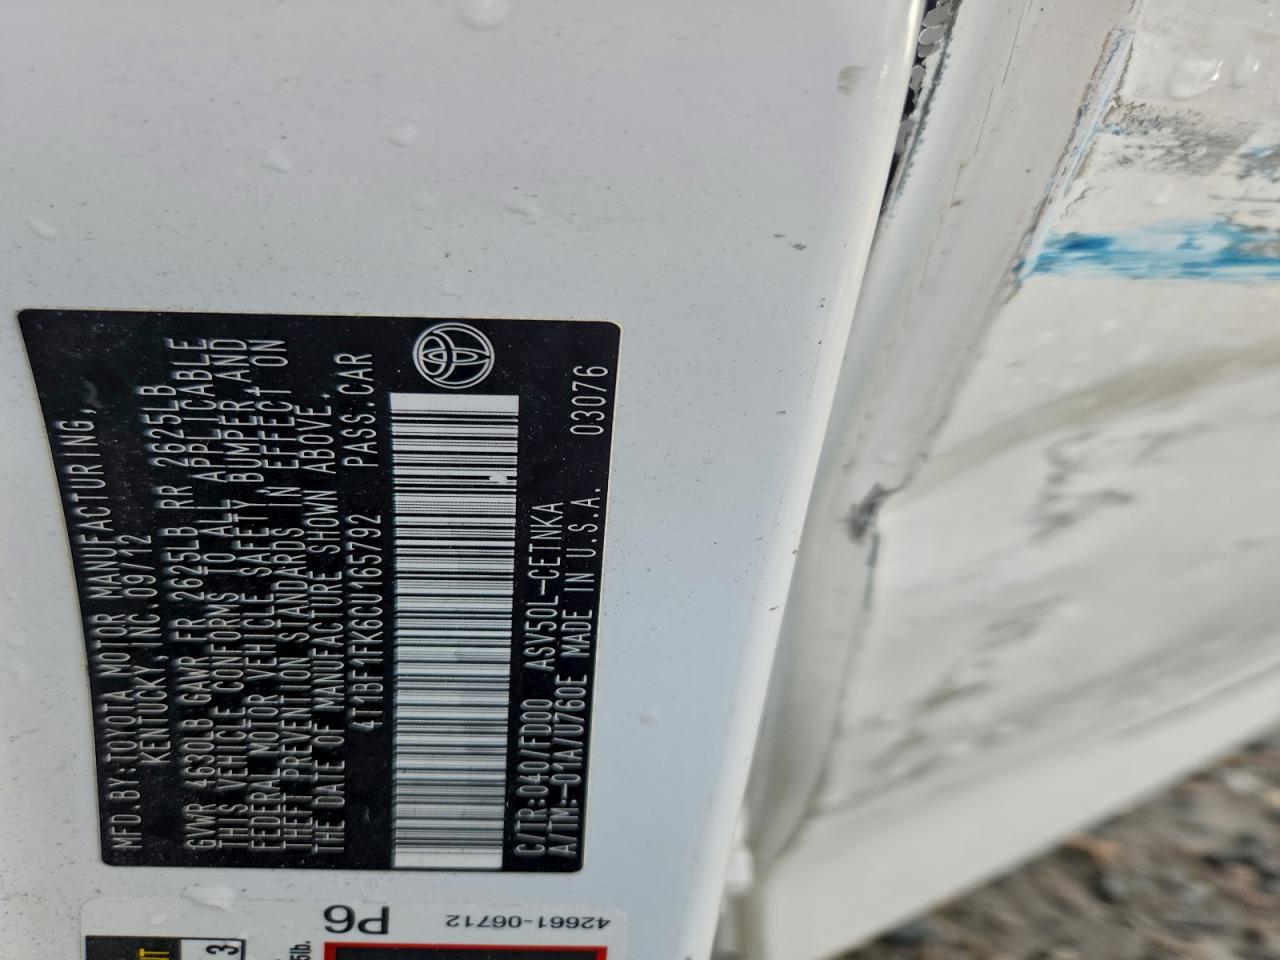 MFD.BY:TOYOTA MOTOR MANUFACTURING,
KENTUCKY, INC.09/12
GVWR 4630LB GAWR FR 2625LB RR 2625LB
THIS VEHICLE CONFORMS TO ALL APPLICABLE
FEDERAL MOTOR VEHICLE SAFETY, BUMPER, AND
THEFT PREVENTION STANDARDS IN EFFECT ON
THE DATE OF MANUFACTURE SHOWN ABOVE.
4T1BF1FK6CU165792 PASS.CAR
C/TR:040/FD00 ASV50L-CETNKA 03076
A/TM:-01A/U760E MADE IN U.S.A.
P6
42661-06712
3